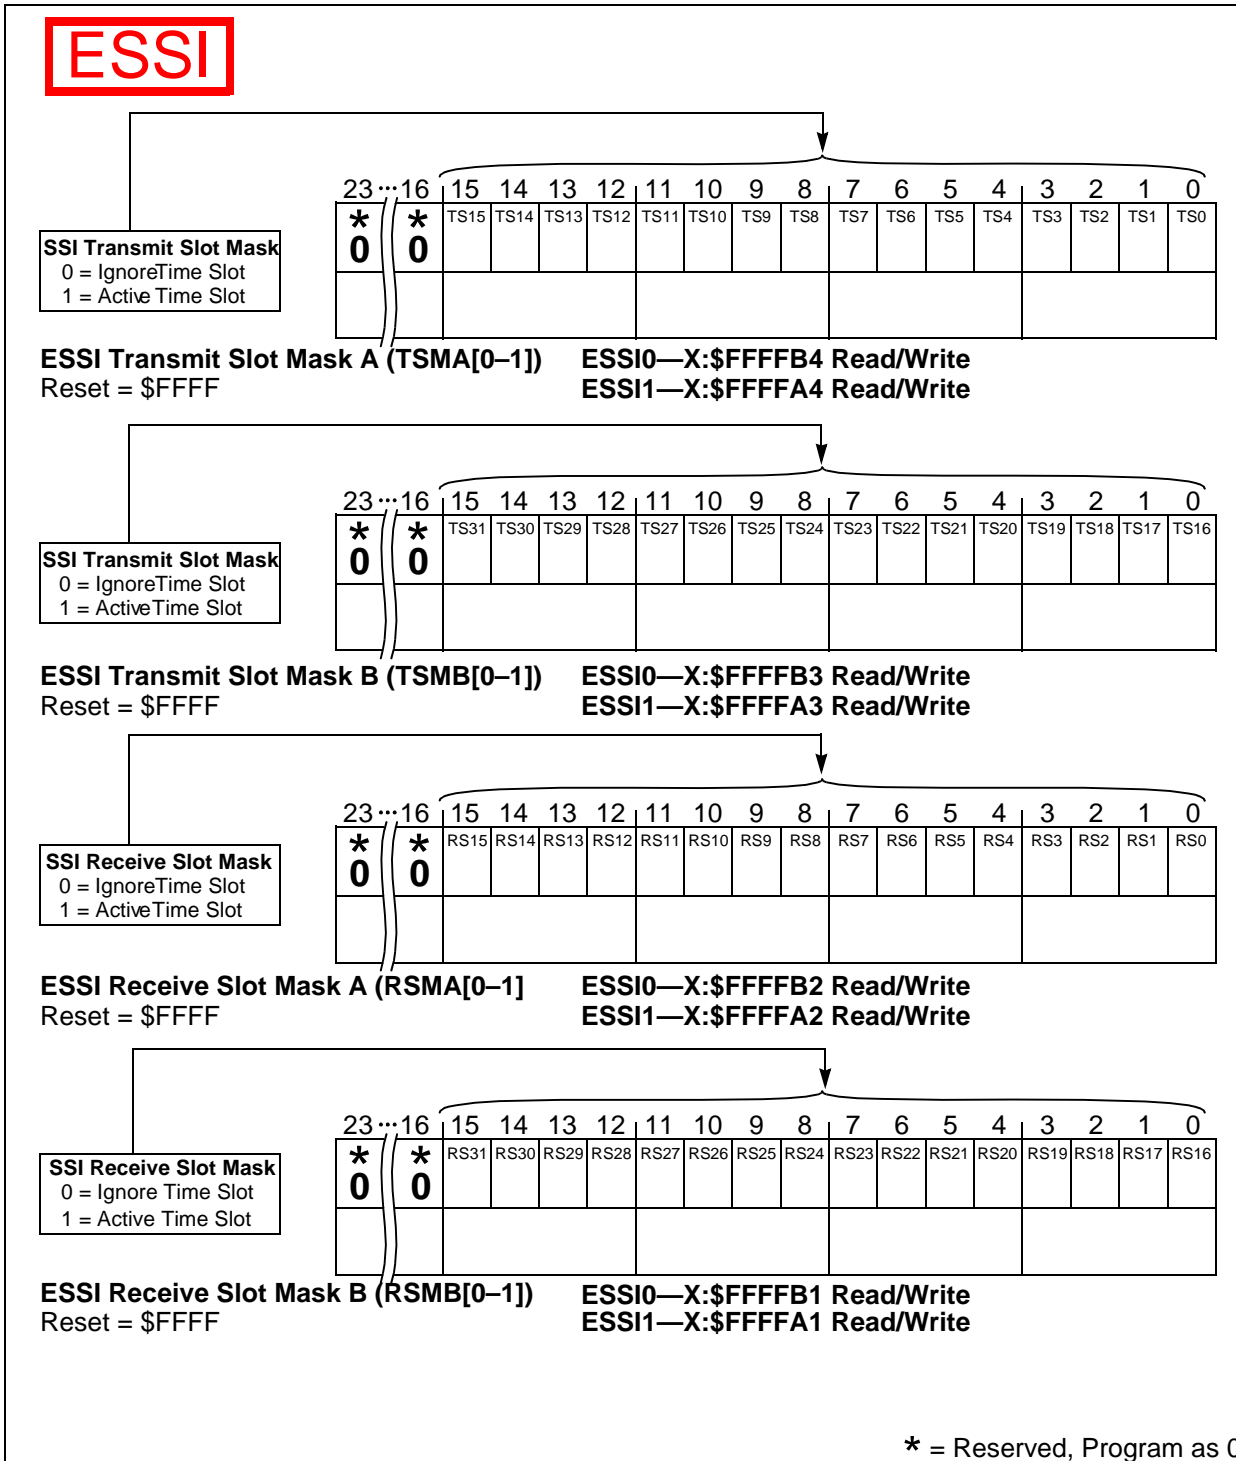 ESSI
23 ··· 16 15 14 13 12 11 10 9 8 7 6 5 4 3 2 1 0
* * TS15 TS14 TS13 TS12 TS11 TS10 TS9 TS8 TS7 TS6 TS5 TS4 TS3 TS2 TS1 TS0
0 0
SSI Transmit Slot Mask
0 = IgnoreTime Slot
1 = Active Time Slot
ESSI Transmit Slot Mask A (TSMA[0–1]) ESSI0—X:$FFFFB4 Read/Write
Reset = $FFFF ESSI1—X:$FFFFA4 Read/Write
23 ··· 16 15 14 13 12 11 10 9 8 7 6 5 4 3 2 1 0
* * TS31 TS30 TS29 TS28 TS27 TS26 TS25 TS24 TS23 TS22 TS21 TS20 TS19 TS18 TS17 TS16
0 0
SSI Transmit Slot Mask
0 = IgnoreTime Slot
1 = ActiveTime Slot
ESSI Transmit Slot Mask B (TSMB[0–1]) ESSI0—X:$FFFFB3 Read/Write
Reset = $FFFF ESSI1—X:$FFFFA3 Read/Write
23 ··· 16 15 14 13 12 11 10 9 8 7 6 5 4 3 2 1 0
* * RS15 RS14 RS13 RS12 RS11 RS10 RS9 RS8 RS7 RS6 RS5 RS4 RS3 RS2 RS1 RS0
0 0
SSI Receive Slot Mask
0 = IgnoreTime Slot
1 = ActiveTime Slot
ESSI Receive Slot Mask A (RSMA[0–1] ESSI0—X:$FFFFB2 Read/Write
Reset = $FFFF ESSI1—X:$FFFFA2 Read/Write
23 ··· 16 15 14 13 12 11 10 9 8 7 6 5 4 3 2 1 0
* * RS31 RS30 RS29 RS28 RS27 RS26 RS25 RS24 RS23 RS22 RS21 RS20 RS19 RS18 RS17 RS16
0 0
SSI Receive Slot Mask
0 = Ignore Time Slot
1 = Active Time Slot
ESSI Receive Slot Mask B (RSMB[0–1]) ESSI0—X:$FFFFB1 Read/Write
Reset = $FFFF ESSI1—X:$FFFFA1 Read/Write
* = Reserved, Program as 0